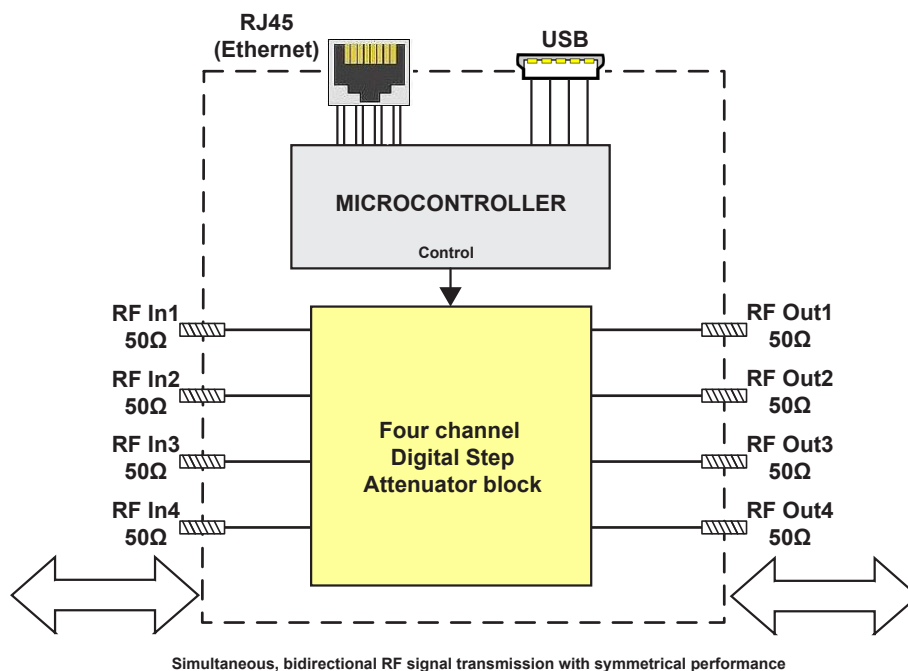 RJ45
(Ethernet)
USB
MICROCONTROLLER
Control
RF In1
50Ω
RF Out1
50Ω
RF In2
50Ω
RF Out2
50Ω
Four channel
Digital Step
Attenuator block
RF In3
50Ω
RF Out3
50Ω
RF In4
50Ω
RF Out4
50Ω
Simultaneous, bidirectional RF signal transmission with symmetrical performance